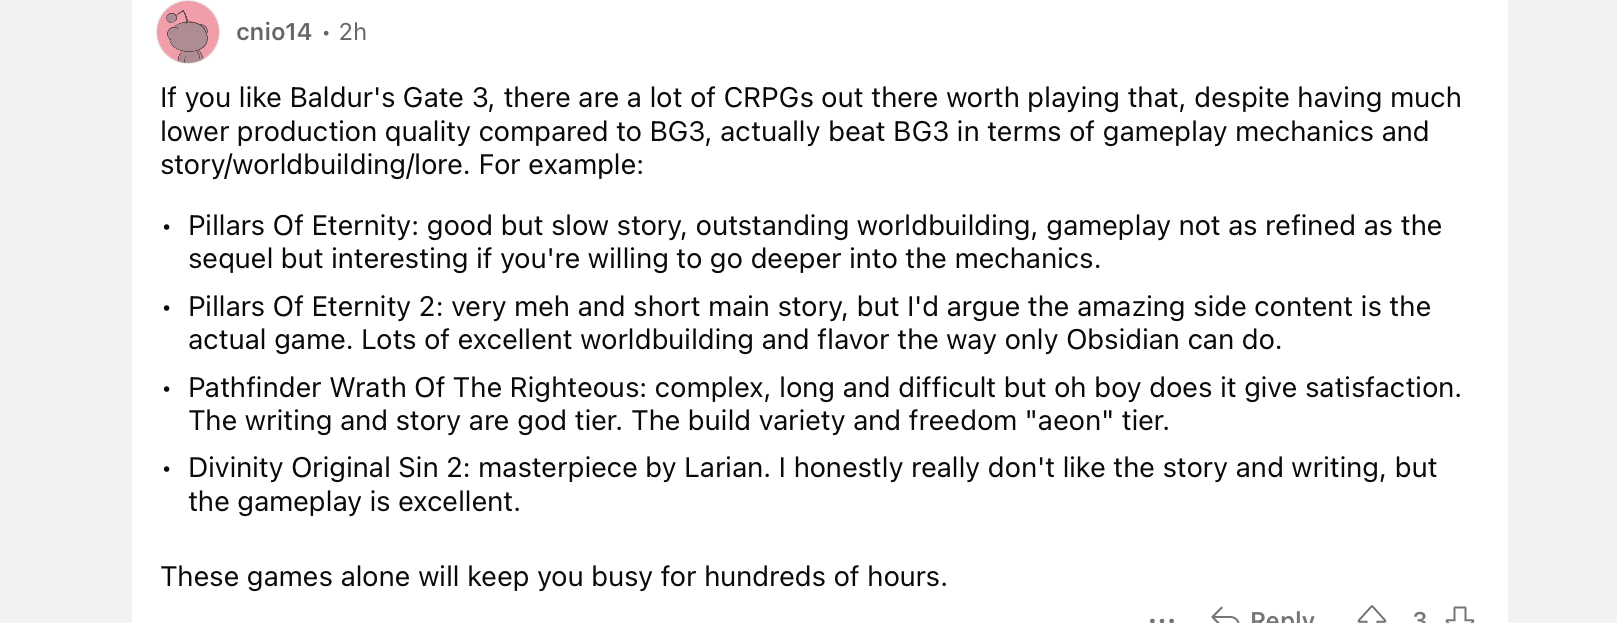 cnio14 • 2h
If you like Baldur's Gate 3, there are a lot of CRPGs out there worth playing that, despite having much
lower production quality compared to BG3, actually beat BG3 in terms of gameplay mechanics and
story/worldbuilding/lore. For example:
• Pillars Of Eternity: good but slow story, outstanding worldbuilding, gameplay not as refined as the
sequel but interesting if you're willing to go deeper into the mechanics.
• Pillars Of Eternity 2: very meh and short main story, but I'd argue the amazing side content is the
actual game. Lots of excellent worldbuilding and flavor the way only Obsidian can do.
• Pathfinder Wrath Of The Righteous: complex, long and difficult but oh boy does it give satisfaction.
The writing and story are god tier. The build variety and freedom "aeon" tier.
• Divinity Original Sin 2: masterpiece by Larian. I honestly really don't like the story and writing, but
the gameplay is excellent.
These games alone will keep you busy for hundreds of hours.
... Reply 3